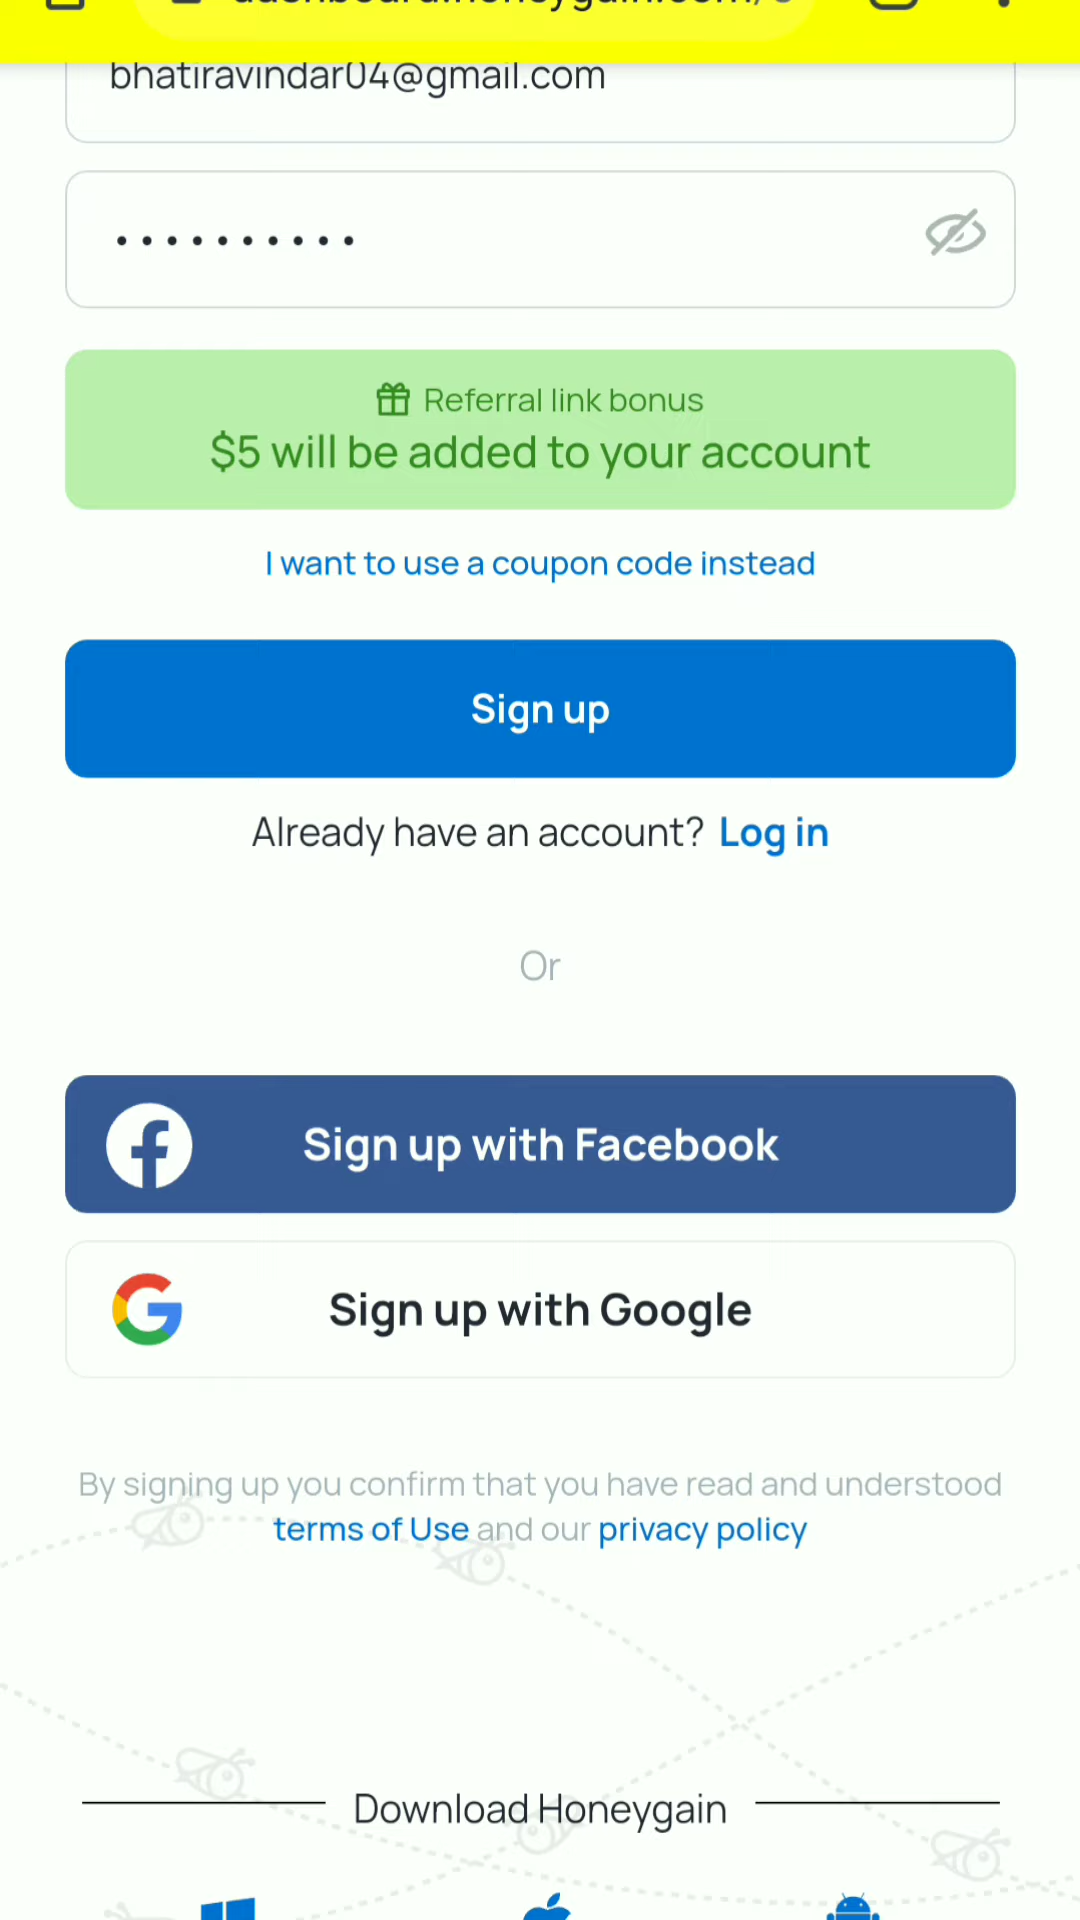 bhatiravindar04@gmail.com
Referral link bonus
$5 will be added to your account
I want to use a coupon code instead
Sign up
Already have an account? Log in
Or
Sign up with Facebook
Sign up with Google
By signing up you confirm that you have read and understood
terms of Use and our privacy policy
Download Honeygain